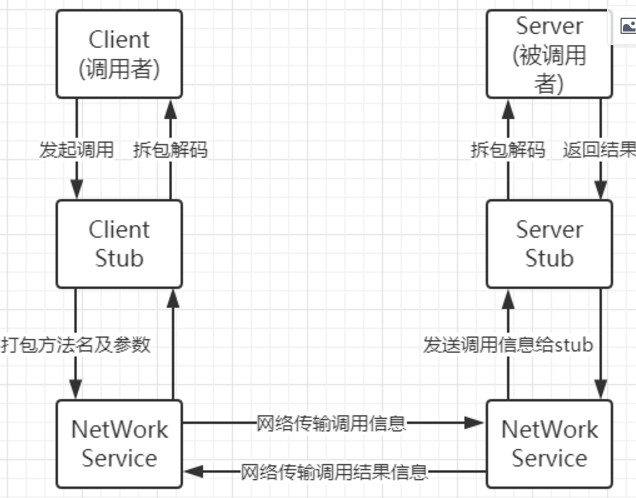 Client
(调用者)
Server
(被调用
者)
发起调用
拆包解码
拆包解码
返回结果
Client
Stub
Server
Stub
打包方法名及参数
发送调用信息给stub
NetWork
Service
网络传输调用信息
NetWork
Service
网络传输调用结果信息